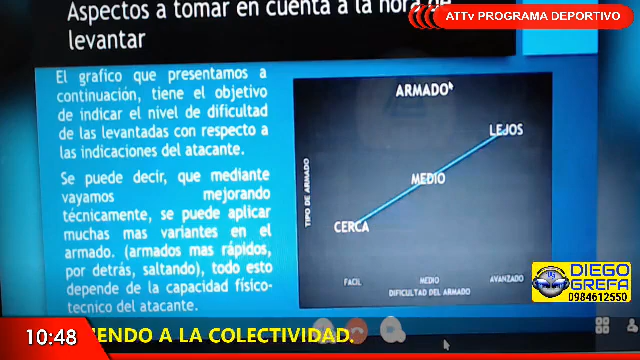 Aspectos a tomar en cuenta a la hora de
levantar
ATTv PROGRAMA DEPORTIVO
El grafico que presentamos a
continuación, tiene el objetivo
de indicar el nivel de dificultad
de las levantadas con respecto a
las indicaciones del atacante.
Se puede decir, que mediante
vayamos mejorando
técnicamente, se puede aplicar
muchas mas variantes en el
armado. (armados mas rápidos,
por detrás, saltando), todo esto
depende de la capacidad físico-
tecnico del atacante.
ARMADO
LEJOS
MEDIO
CERCA
TIPO DE ARMADO
FACIL MEDIO AVANZADO
DIFICULTAD DEL ARMADO
DIEGO
GREFA
0984612550
10:48
ENDO A LA COLECTIVIDAD.